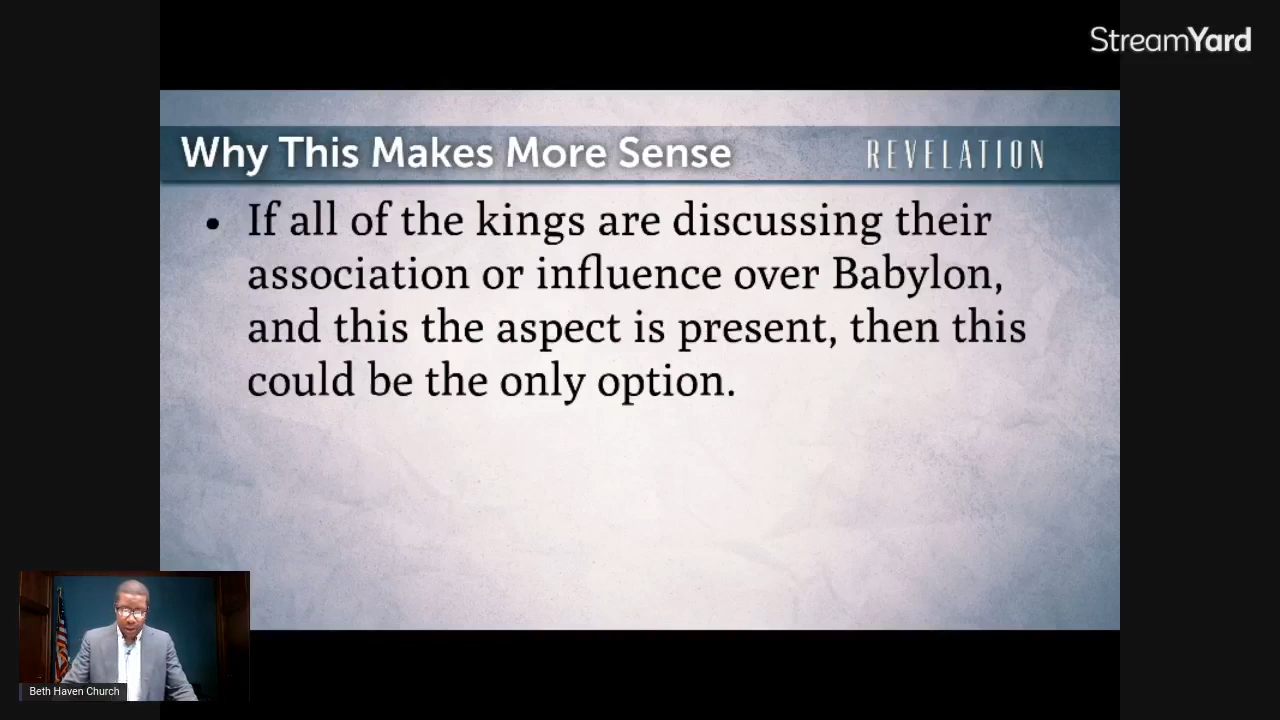 StreamYard
Why This Makes More Sense REVELATION
• If all of the kings are discussing their
association or influence over Babylon,
and this the aspect is present, then this
could be the only option.
Beth Haven Church